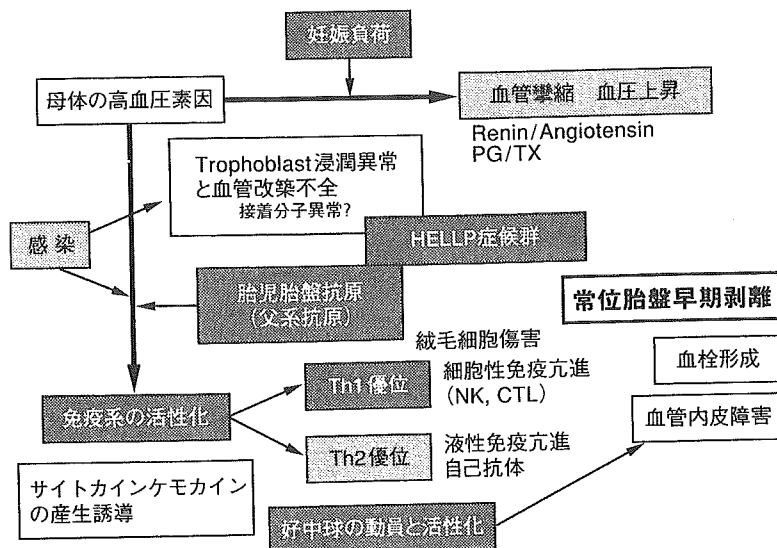 妊娠負荷
母体の高血圧素因
血管攣縮 血圧上昇
Renin/Angiotensin
PG/TX
Trophoblast浸潤異常
と血管改築不全
接着分子異常?
感染
HELLP症候群
胎児胎盤抗原
(父系抗原)
常位胎盤早期剥離
絨毛細胞傷害
Th1優位
細胞性免疫亢進
(NK, CTL)
血栓形成
免疫系の活性化
血管内皮障害
Th2優位
液性免疫亢進
自己抗体
サイトカインケモカイン
の産生誘導
好中球の動員と活性化